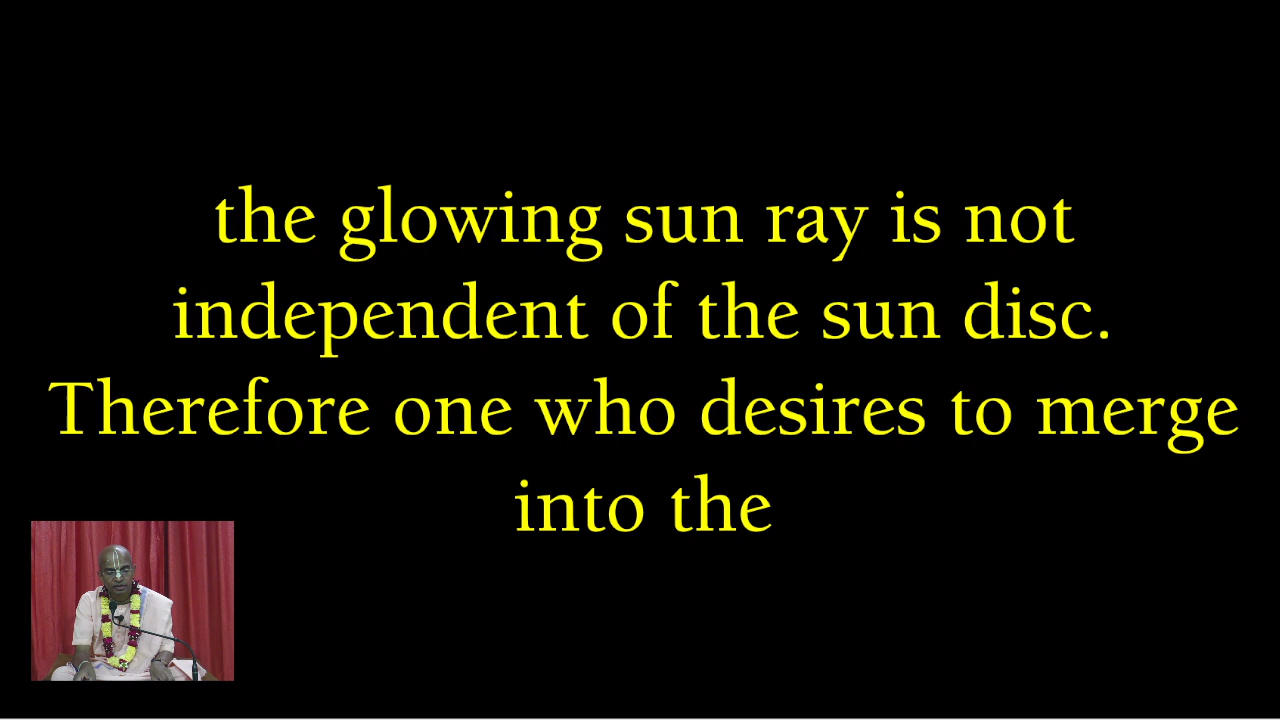 the glowing sun ray is not
independent of the sun disc.
Therefore one who desires to merge
into the